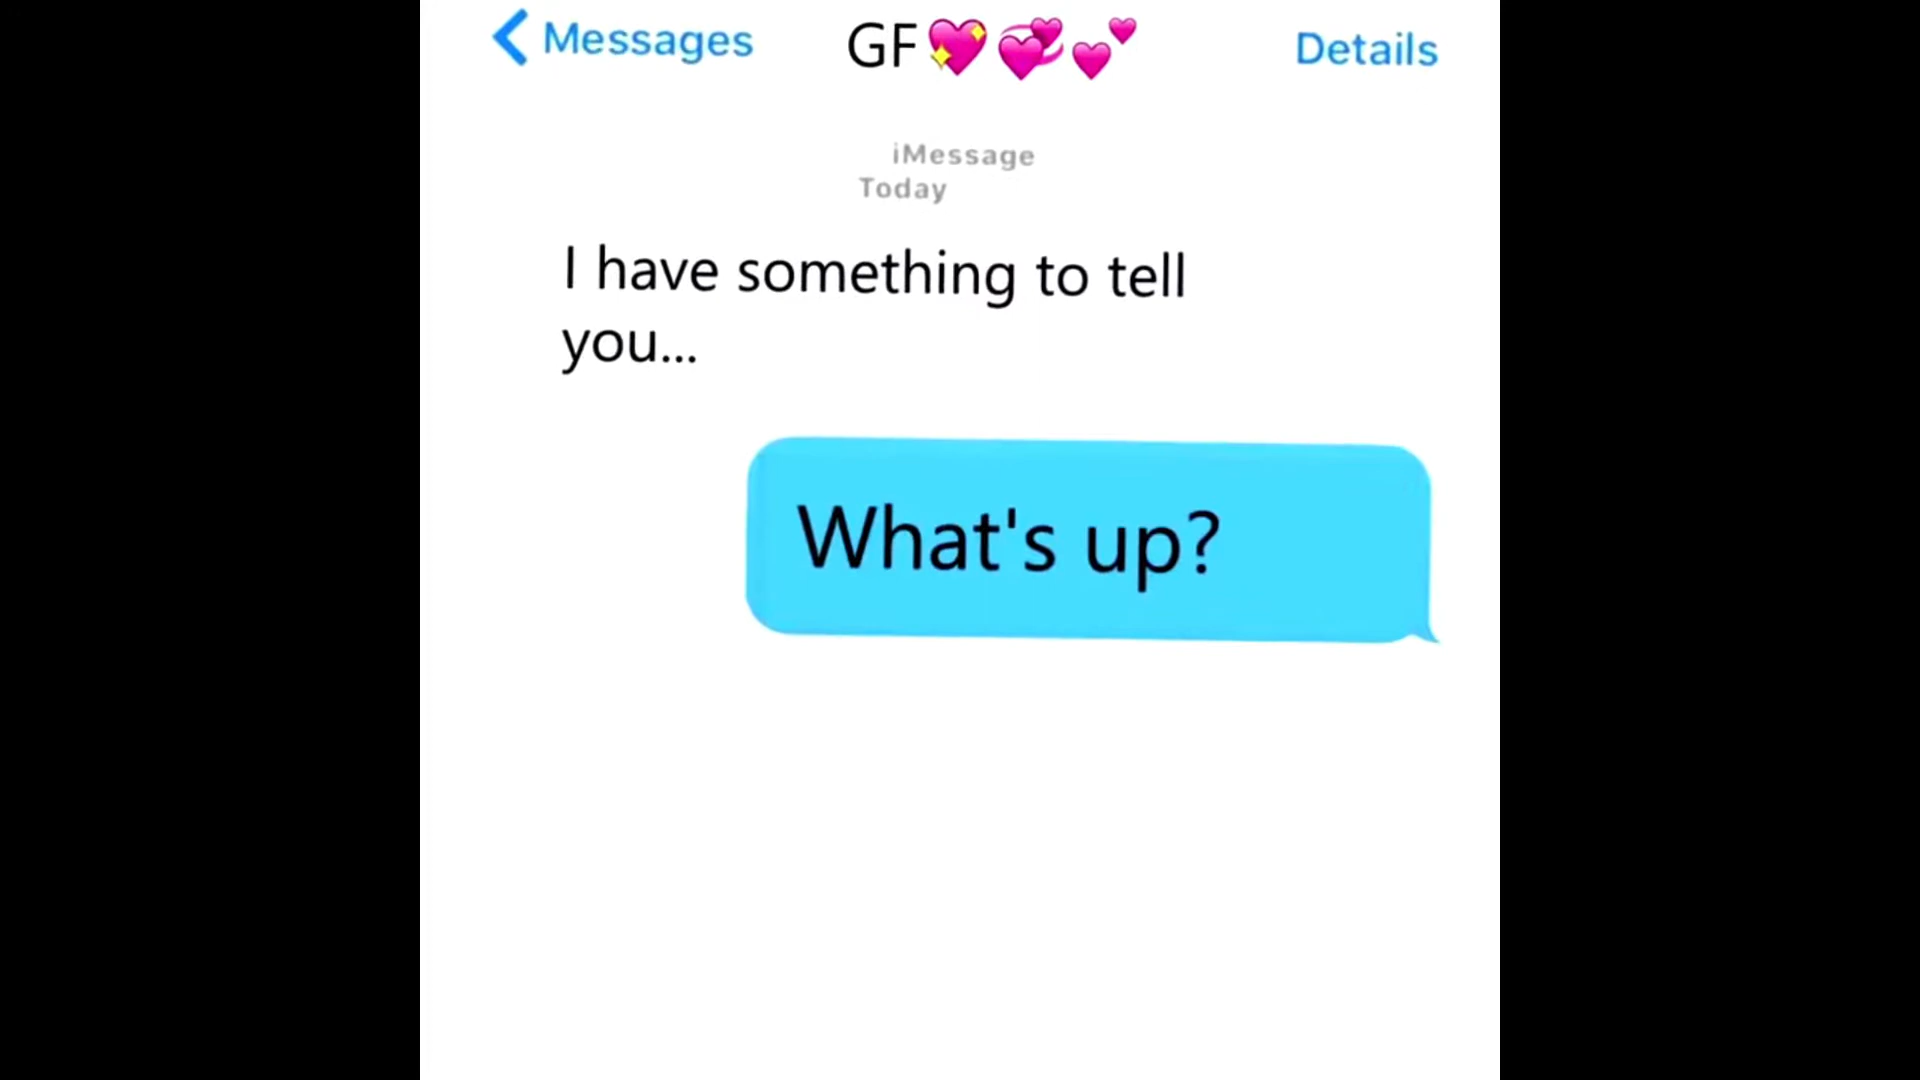 Messages GF💖💞💕 Details
iMessage
Today
I have something to tell
you...
What's up?